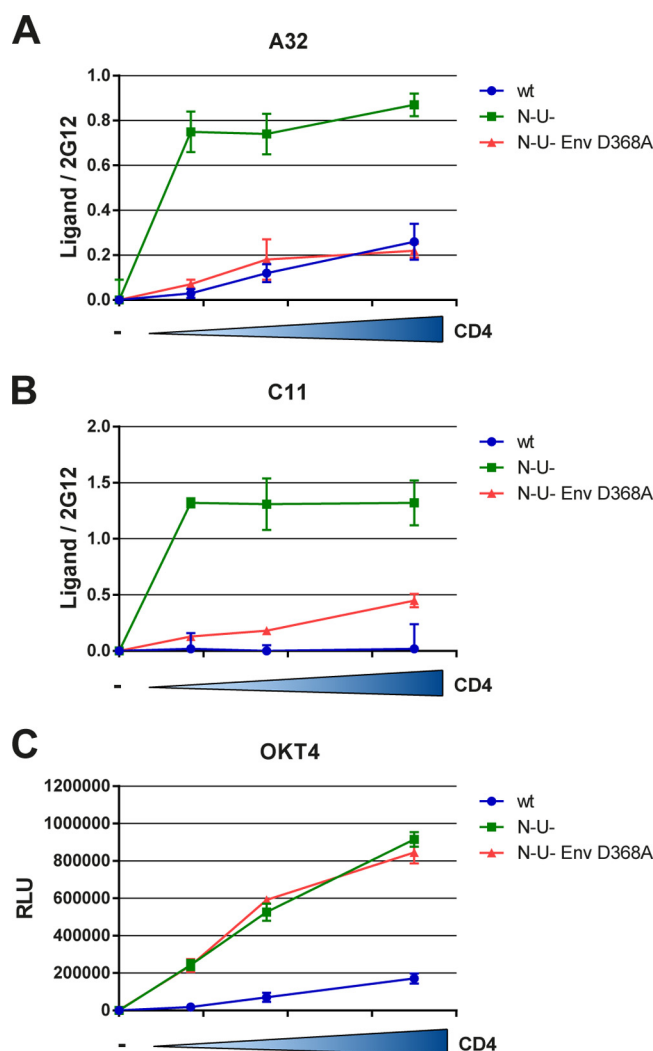 A
A32
1.0
0.8
0.6
0.4
0.2
0.0
Ligand / 2G12
wt
N-U-
N-U- Env D368A
-
CD4
B
C11
2.0
1.5
1.0
0.5
0.0
Ligand / 2G12
wt
N-U-
N-U- Env D368A
-
CD4
C
OKT4
1200000
1000000
800000
600000
400000
200000
0
RLU
wt
N-U-
N-U- Env D368A
-
CD4